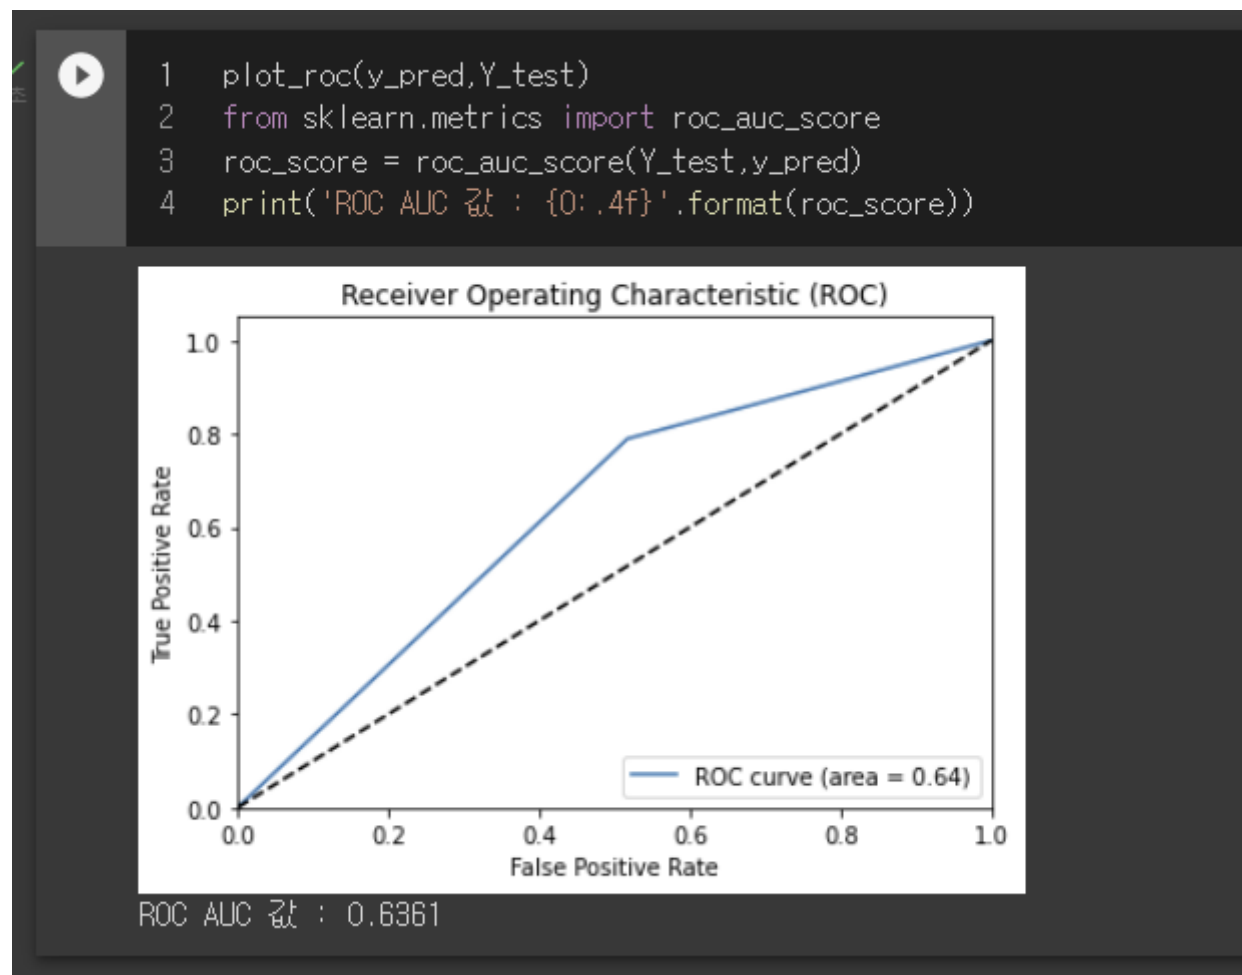 1 plot_roc(y_pred,Y_test)
2 from sklearn.metrics import roc_auc_score
3 roc_score = roc_auc_score(Y_test,y_pred)
4 print('ROC AUC 값 : {0:.4f}'.format(roc_score))
초
Receiver Operating Characteristic (ROC)
1.0
0.8
0.6
0.4
0.2
0.0
True Positive Rate
ROC curve (area = 0.64)
0.0 0.2 0.4 0.6 0.8 1.0
False Positive Rate
ROC AUC 값 : 0.6361